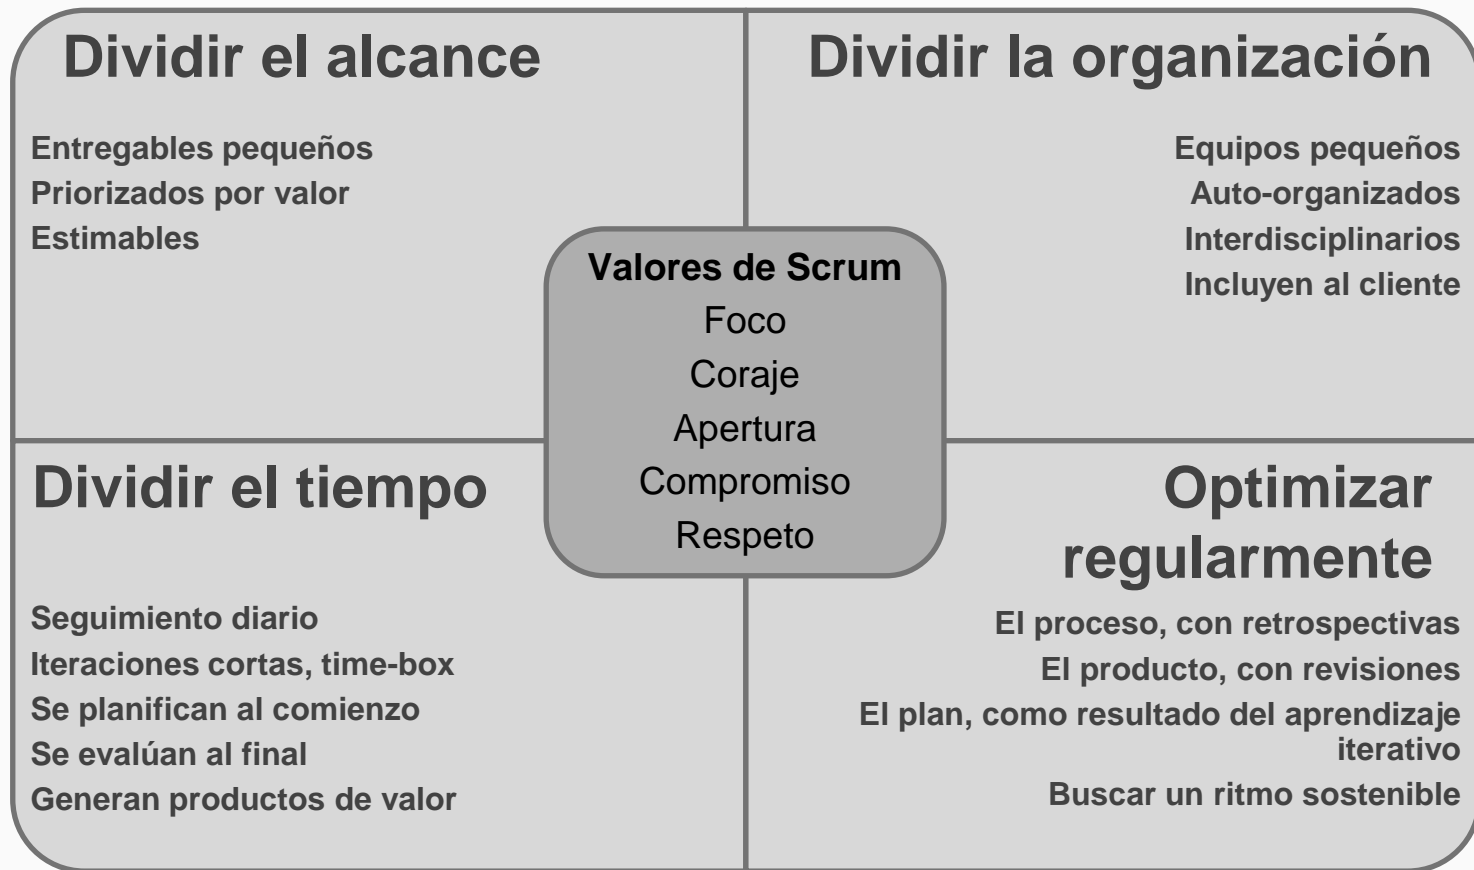 Dividir el alcance
Entregables pequeños
Priorizados por valor
Estimables
Dividir la organización
Equipos pequeños
Auto-organizados
Interdisciplinarios
Incluyen al cliente
Valores de Scrum
Foco
Coraje
Apertura
Compromiso
Respeto
Dividir el tiempo
Seguimiento diario
Iteraciones cortas, time-box
Se planifican al comienzo
Se evalúan al final
Generan productos de valor
Optimizar
regularmente
El proceso, con retrospectivas
El producto, con revisiones
El plan, como resultado del aprendizaje
iterativo
Buscar un ritmo sostenible